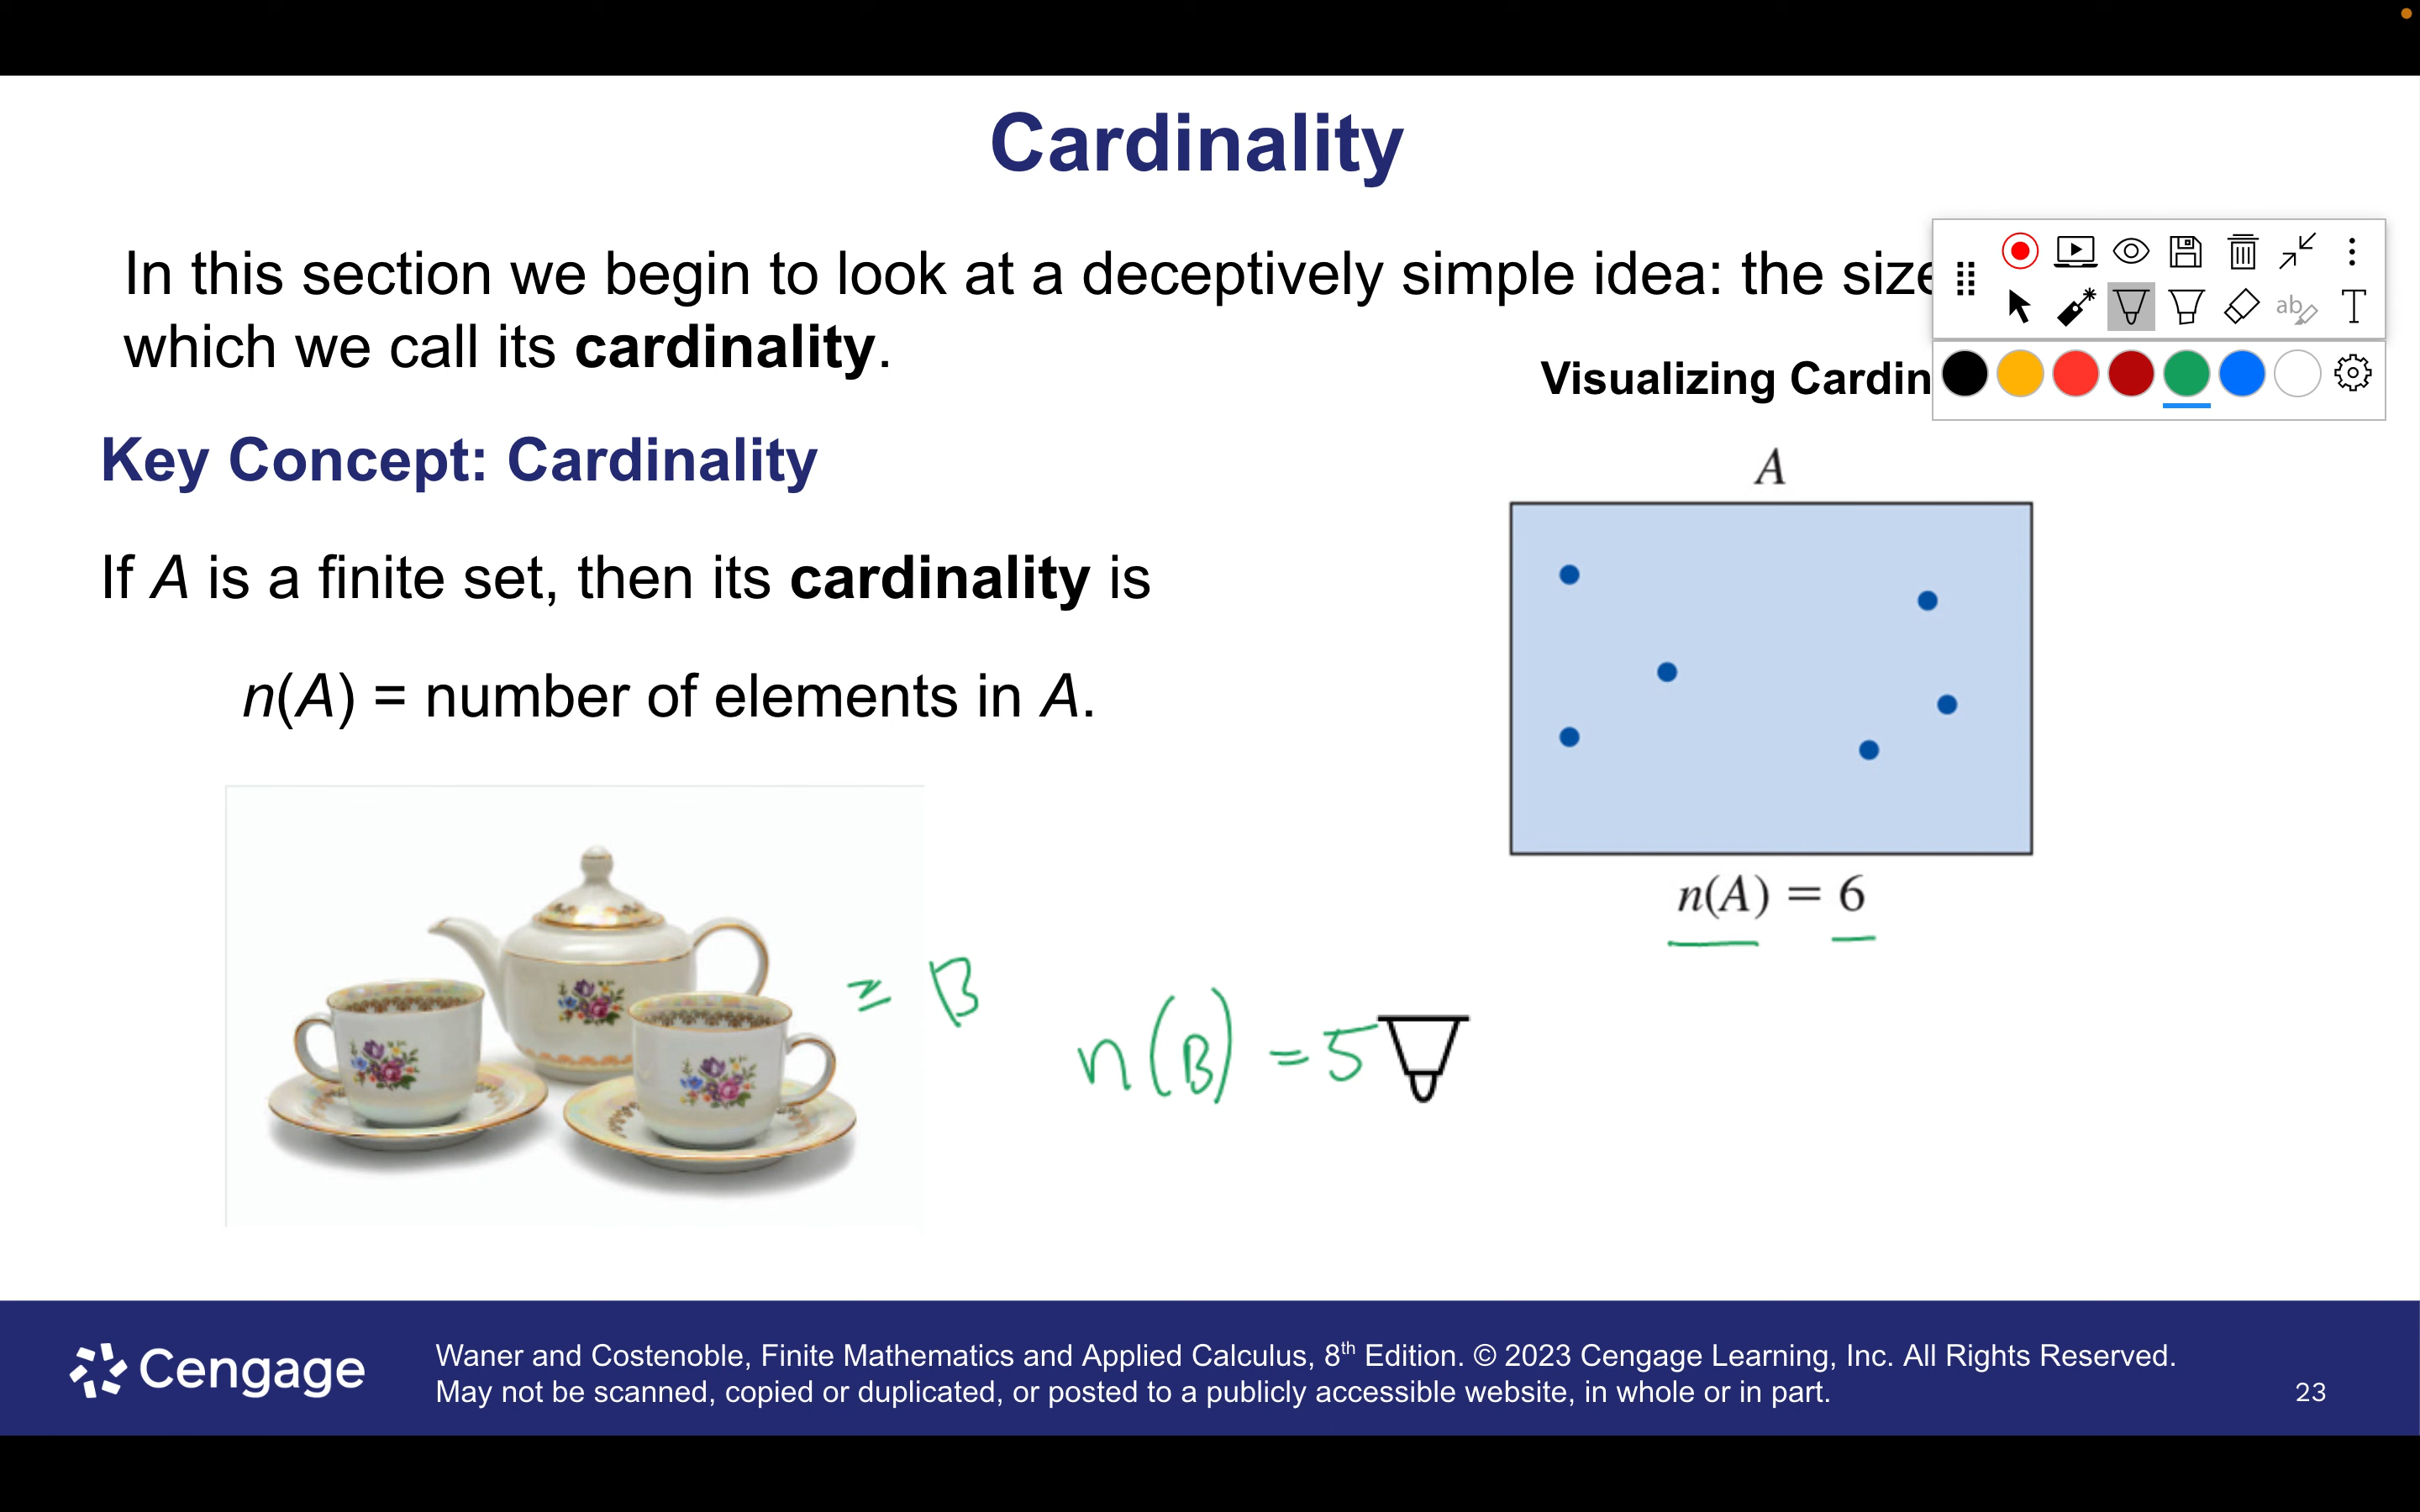 Cardinality
In this section we begin to look at a deceptively simple idea: the size
which we call its cardinality.
Visualizing Cardin
Key Concept: Cardinality
If A is a finite set, then its cardinality is
n(A) = number of elements in A.
A
n(A) = 6
= B
n(B) = 5
ab
T
Cengage
Waner and Costenoble, Finite Mathematics and Applied Calculus, 8th Edition. © 2023 Cengage Learning, Inc. All Rights Reserved.
May not be scanned, copied or duplicated, or posted to a publicly accessible website, in whole or in part.
23